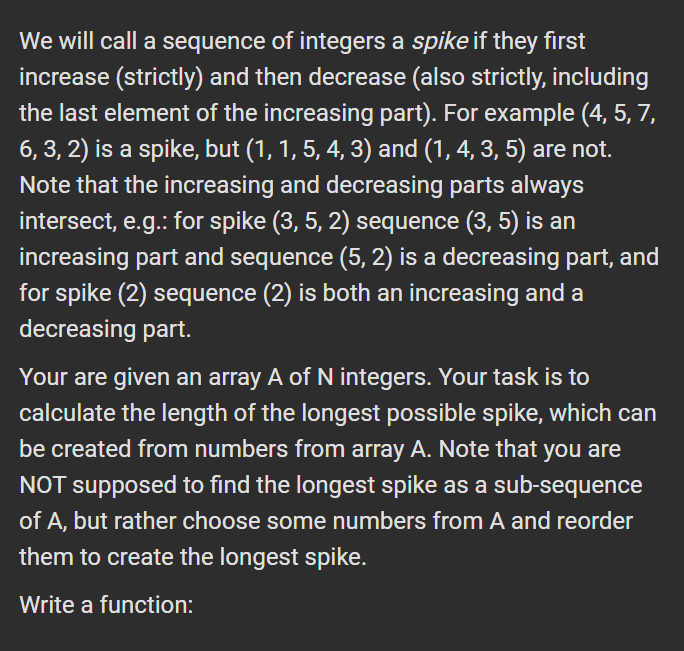 We will call a sequence of integers a spike if they first
increase (strictly) and then decrease (also strictly, including
the last element of the increasing part). For example (4, 5, 7,
6, 3, 2) is a spike, but (1, 1, 5, 4, 3) and (1, 4, 3, 5) are not.
Note that the increasing and decreasing parts always
intersect, e.g.: for spike (3, 5, 2) sequence (3, 5) is an
increasing part and sequence (5, 2) is a decreasing part, and
for spike (2) sequence (2) is both an increasing and a
decreasing part.
Your are given an array A of N integers. Your task is to
calculate the length of the longest possible spike, which can
be created from numbers from array A. Note that you are
NOT supposed to find the longest spike as a sub-sequence
of A, but rather choose some numbers from A and reorder
them to create the longest spike.
Write a function: